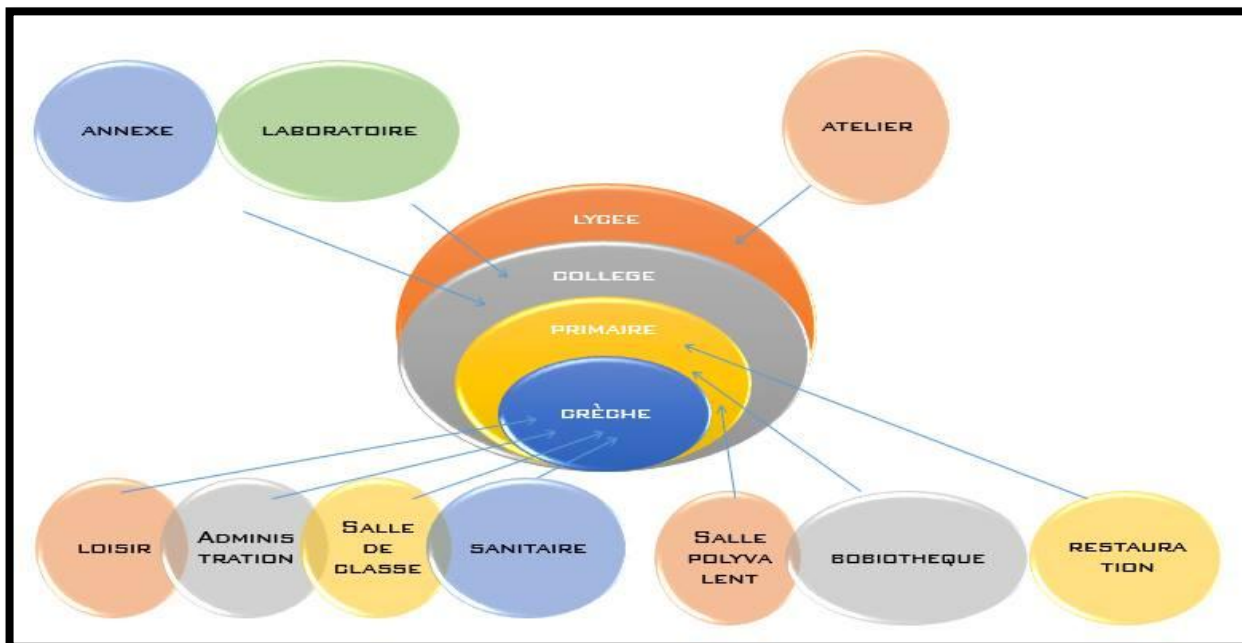 ANNEXE
LABORATOIRE
ATELIER
LYCEE
COLLEGE
PRIMAIRE
CRÈCHE
LOISIR
ADMINIS
TRATION
SALLE
DE
CLASSE
SANITAIRE
SALLE
POLYVA
LENT
BOBIOTHEQUE
RESTAURA
TION